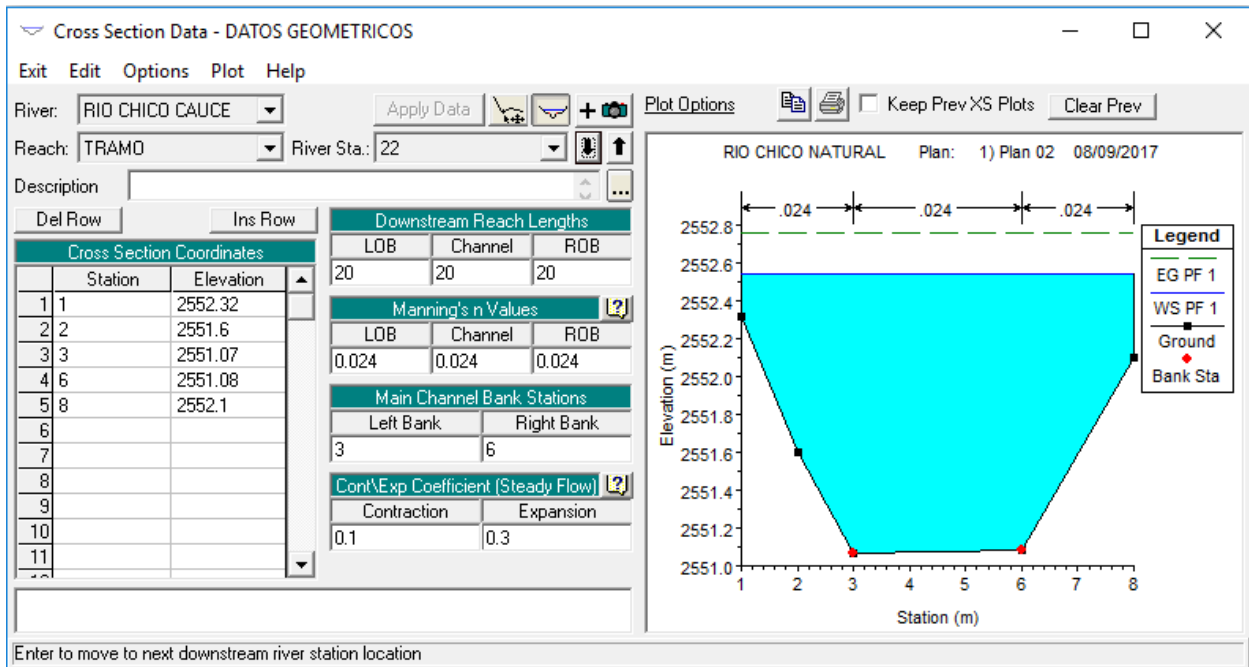 Cross Section Data - DATOS GEOMETRICOS
Exit Edit Options Plot Help
River: RIO CHICO CAUCE Apply Data +
Reach: TRAMO River Sta.: 22
Description ...
Del Row Ins Row
Cross Section Coordinates
Station Elevation
1 1 2552.32
2 2 2551.6
3 3 2551.07
4 6 2551.08
5 8 2552.1
6
7
8
9
10
11
Downstream Reach Lengths
LOB Channel ROB
20 20 20
Manning's n Values ?
LOB Channel ROB
0.024 0.024 0.024
Main Channel Bank Stations
Left Bank Right Bank
3 6
Cont\Exp Coefficient (Steady Flow) ?
Contraction Expansion
0.1 0.3
Plot Options Keep Prev XS Plots Clear Prev
RIO CHICO NATURAL Plan: 1) Plan 02 08/09/2017
.024 .024 .024
2552.8
2552.6
2552.4
2552.2
2552.0
2551.8
2551.6
2551.4
2551.2
2551.0
Elevation (m)
1 2 3 4 5 6 7 8
Station (m)
Legend
EG PF 1
WS PF 1
Ground
Bank Sta
Enter to move to next downstream river station location